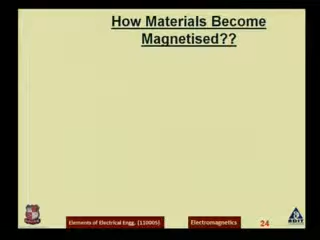 How Materials Become
Magnetised??
Elements of Electrical Engg. (110005)
Electromagnetics
24